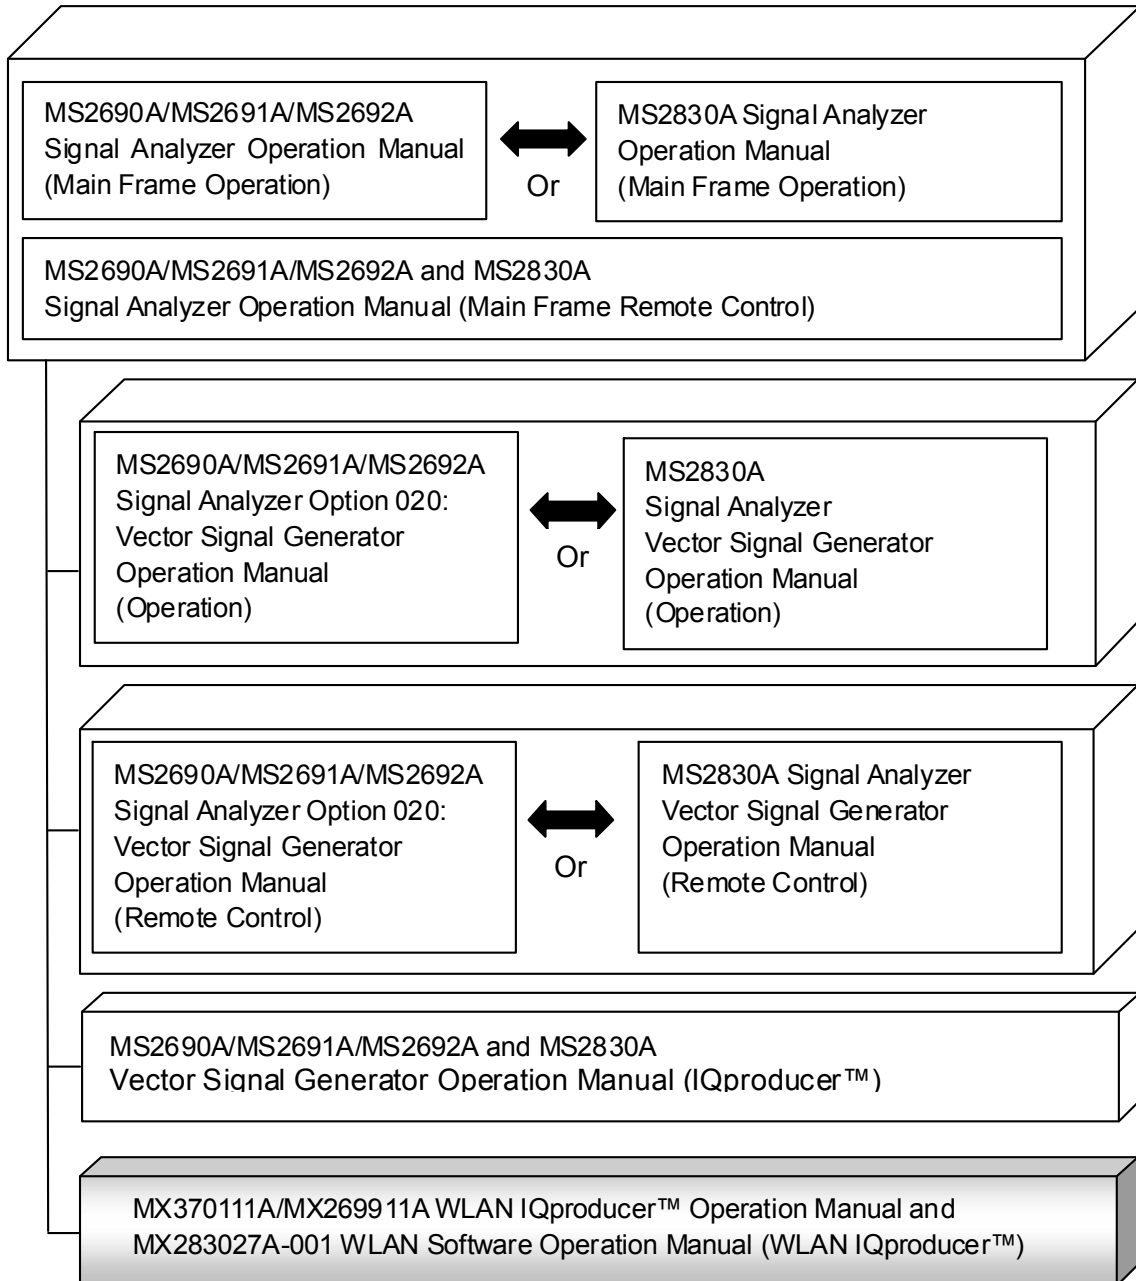 MS2690A/MS2691A/MS2692A
Signal Analyzer Operation Manual
(Main Frame Operation)
Or
MS2830A Signal Analyzer
Operation Manual
(Main Frame Operation)
MS2690A/MS2691A/MS2692A and MS2830A
Signal Analyzer Operation Manual (Main Frame Remote Control)
MS2690A/MS2691A/MS2692A
Signal Analyzer Option 020:
Vector Signal Generator
Operation Manual
(Operation)
Or
MS2830A
Signal Analyzer
Vector Signal Generator
Operation Manual
(Operation)
MS2690A/MS2691A/MS2692A
Signal Analyzer Option 020:
Vector Signal Generator
Operation Manual
(Remote Control)
Or
MS2830A Signal Analyzer
Vector Signal Generator
Operation Manual
(Remote Control)
MS2690A/MS2691A/MS2692A and MS2830A
Vector Signal Generator Operation Manual (IQproducer™)
MX370111A/MX269911A WLAN IQproducer™ Operation Manual and
MX283027A-001 WLAN Software Operation Manual (WLAN IQproducer™)